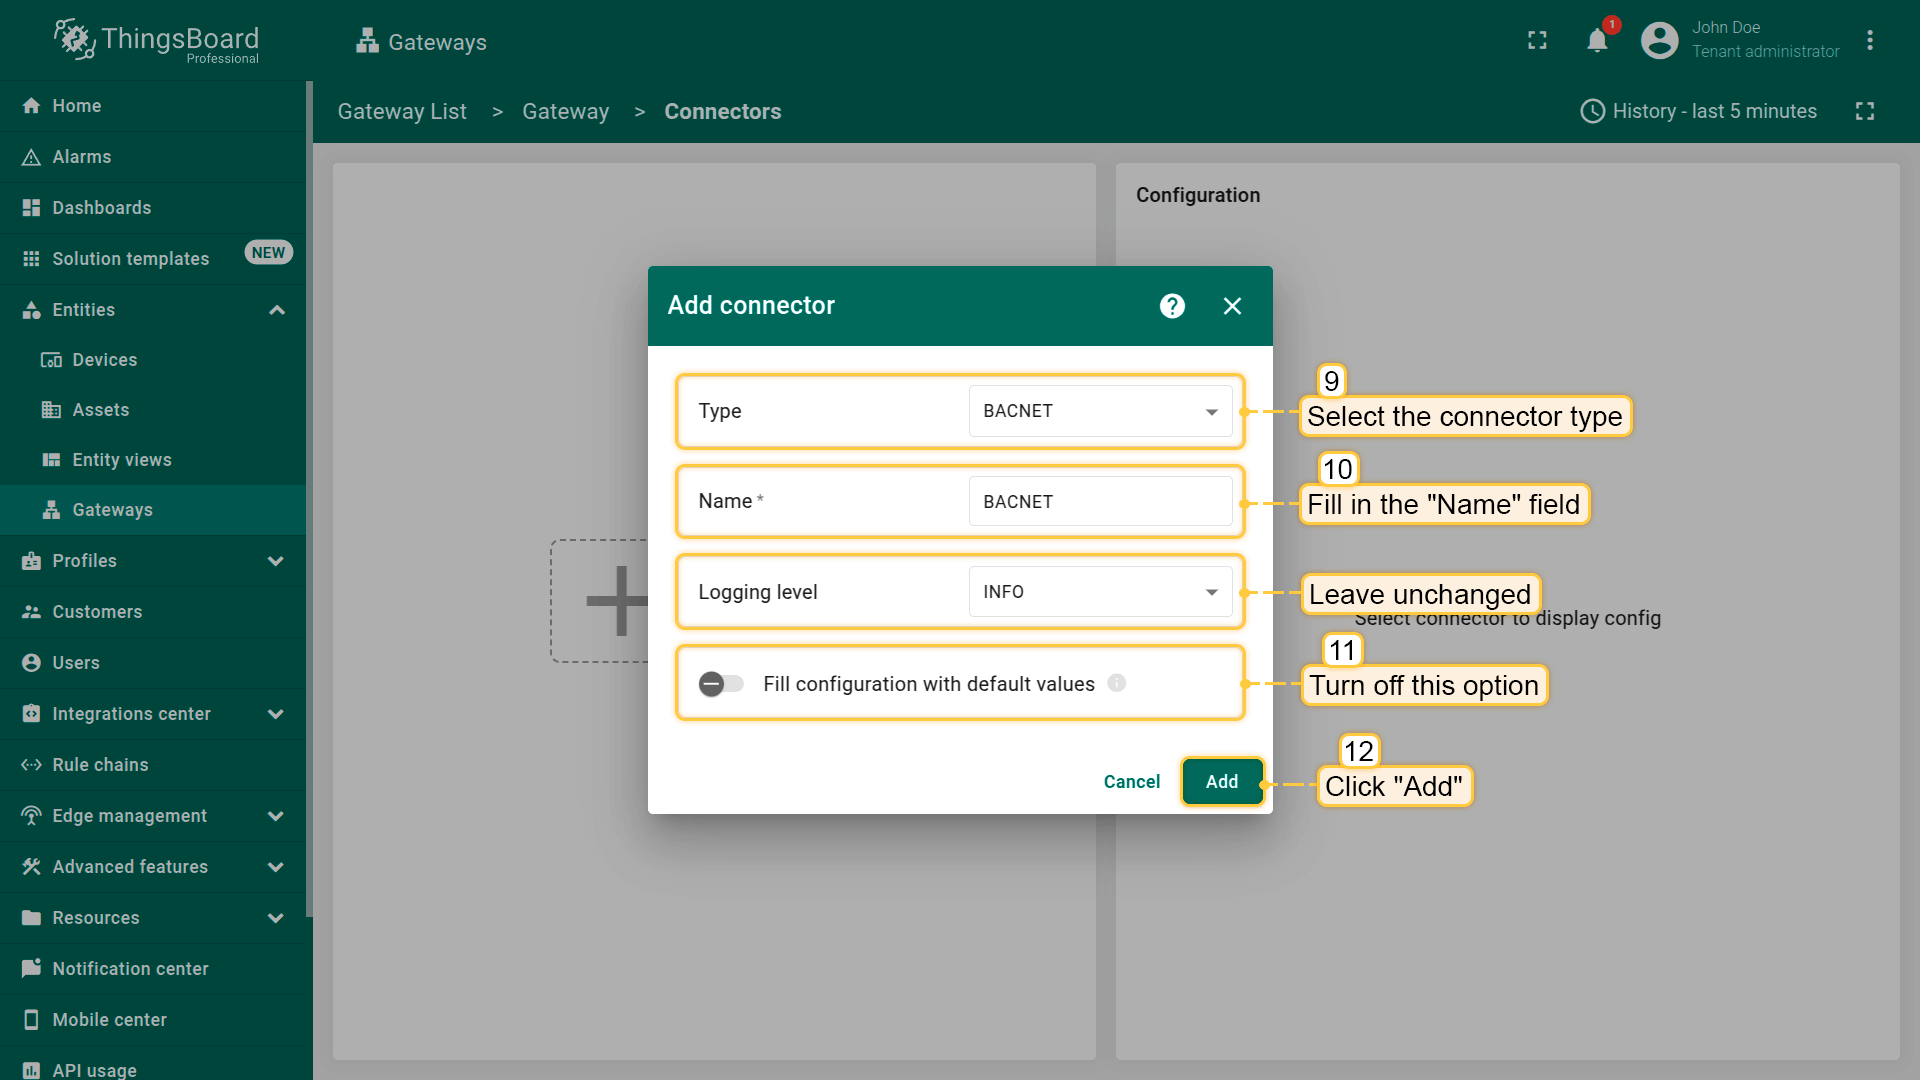 ThingsBoard
Professional
Gateways
1
John Doe
Tenant administrator
Home
Alarms
Dashboards
Solution templates
NEW
Entities
Devices
Assets
Entity views
Gateways
Profiles
Customers
Users
Integrations center
Rule chains
Edge management
Advanced features
Resources
Notification center
Mobile center
API usage
Gateway List > Gateway > Connectors
History - last 5 minutes
Configuration
Select connector to display config
Add connector
Type
BACNET
Name *
BACNET
Logging level
INFO
Fill configuration with default values
Cancel
Add
9
Select the connector type
10
Fill in the "Name" field
Leave unchanged
11
Turn off this option
12
Click "Add"